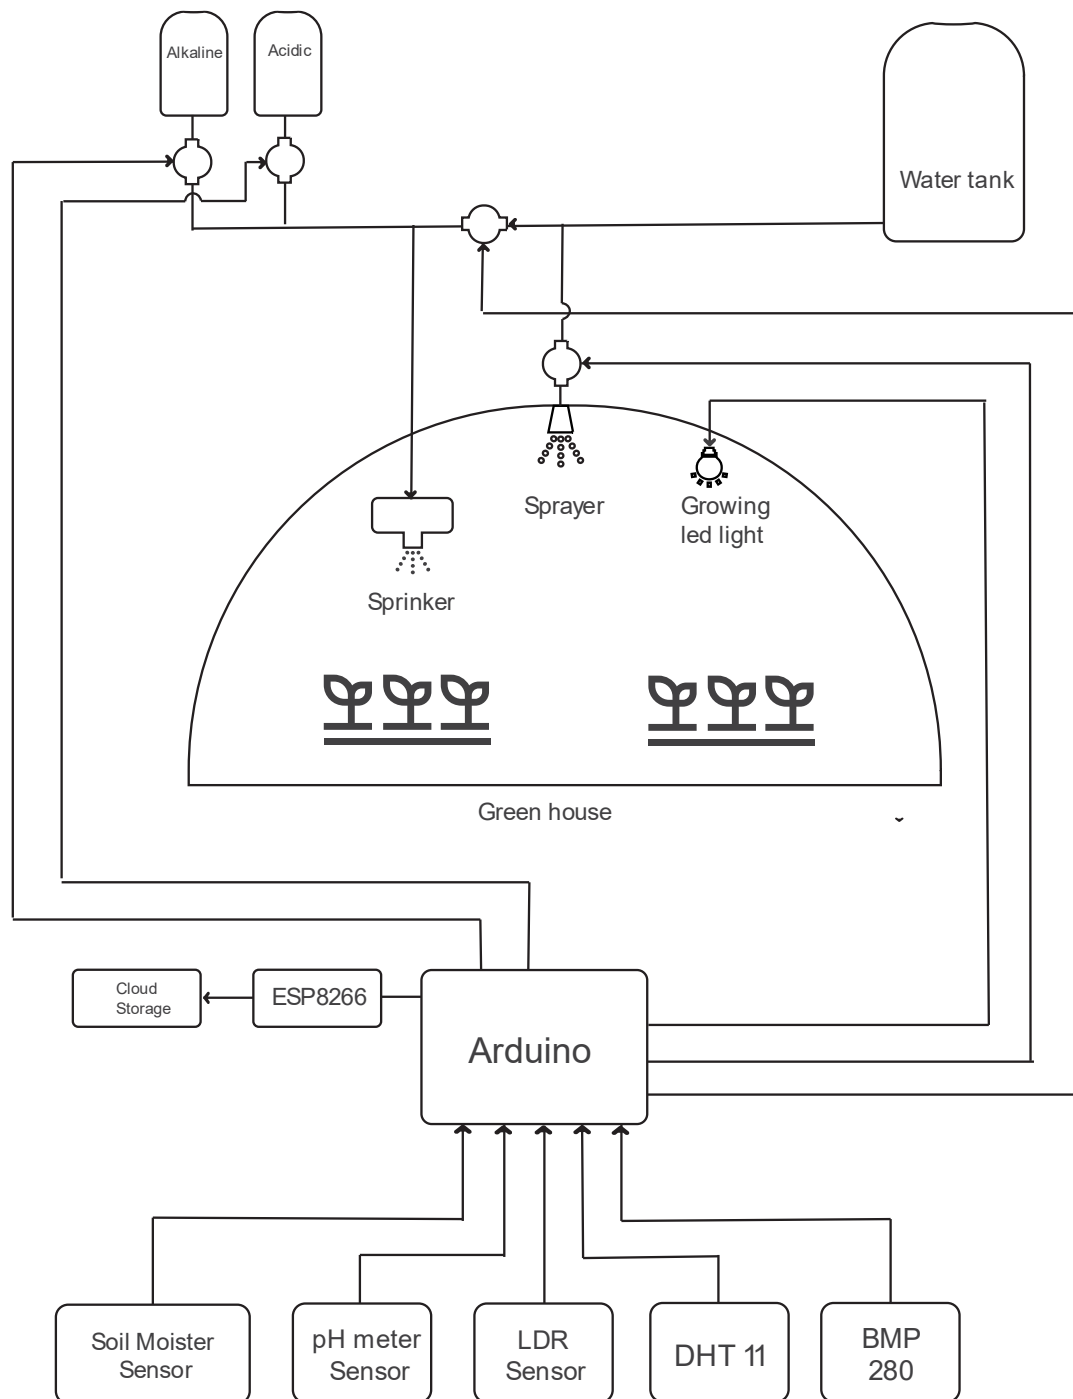 Alkaline
Acidic
Water tank
Sprayer
Growing
led light
Sprinker
Green house
Cloud
Storage
ESP8266
Arduino
Soil Moister
Sensor
pH meter
Sensor
LDR
Sensor
DHT 11
BMP
280